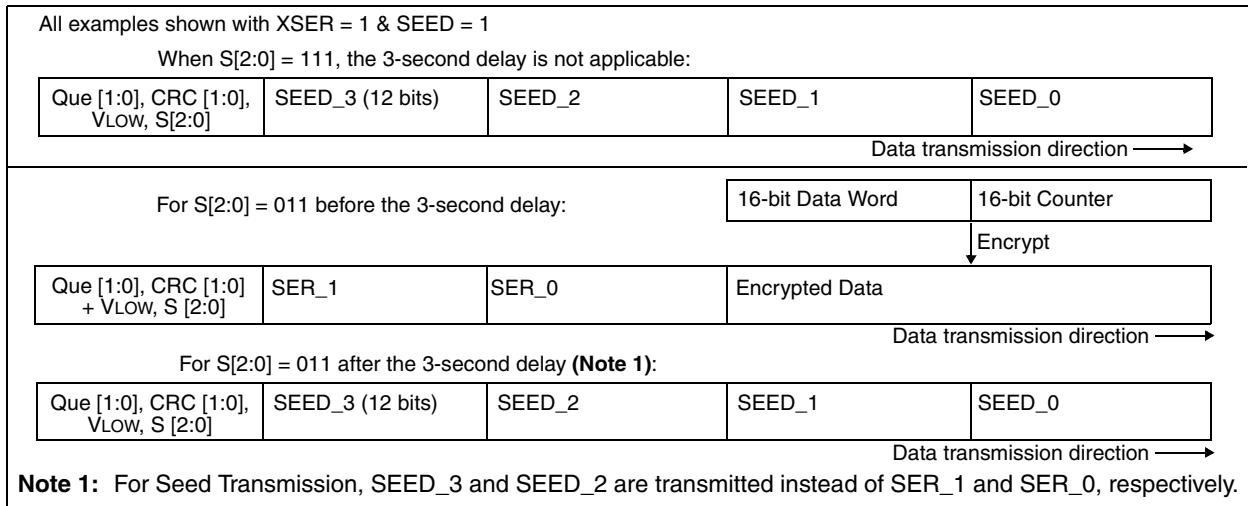 All examples shown with XSER = 1 & SEED = 1
When S[2:0] = 111, the 3-second delay is not applicable:
Que [1:0], CRC [1:0],
VLOW, S[2:0]
SEED_3 (12 bits)
SEED_2
SEED_1
SEED_0
Data transmission direction
For S[2:0] = 011 before the 3-second delay:
16-bit Data Word
16-bit Counter
Encrypt
Que [1:0], CRC [1:0]
+ VLOW, S [2:0]
SER_1
SER_0
Encrypted Data
Data transmission direction
For S[2:0] = 011 after the 3-second delay (Note 1):
Que [1:0], CRC [1:0],
VLOW, S [2:0]
SEED_3 (12 bits)
SEED_2
SEED_1
SEED_0
Data transmission direction
Note 1: For Seed Transmission, SEED_3 and SEED_2 are transmitted instead of SER_1 and SER_0, respectively.